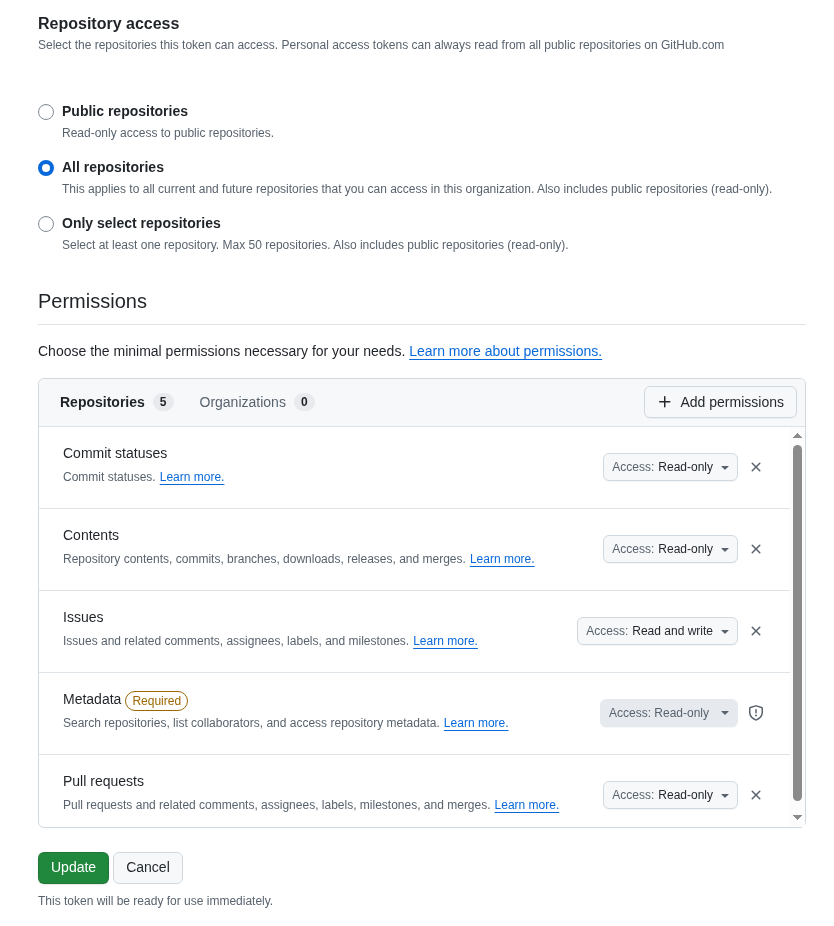 Repository access
Select the repositories this token can access. Personal access tokens can always read from all public repositories on GitHub.com
Public repositories
Read-only access to public repositories.
All repositories
This applies to all current and future repositories that you can access in this organization. Also includes public repositories (read-only).
Only select repositories
Select at least one repository. Max 50 repositories. Also includes public repositories (read-only).
Permissions
Choose the minimal permissions necessary for your needs. Learn more about permissions.
Repositories 5 Organizations 0 Add permissions
Commit statuses
Commit statuses. Learn more.
Access: Read-only
Contents
Repository contents, commits, branches, downloads, releases, and merges. Learn more.
Access: Read-only
Issues
Issues and related comments, assignees, labels, and milestones. Learn more.
Access: Read and write
Metadata Required
Search repositories, list collaborators, and access repository metadata. Learn more.
Access: Read-only
Pull requests
Pull requests and related comments, assignees, labels, milestones, and merges. Learn more.
Access: Read-only
Update Cancel
This token will be ready for use immediately.